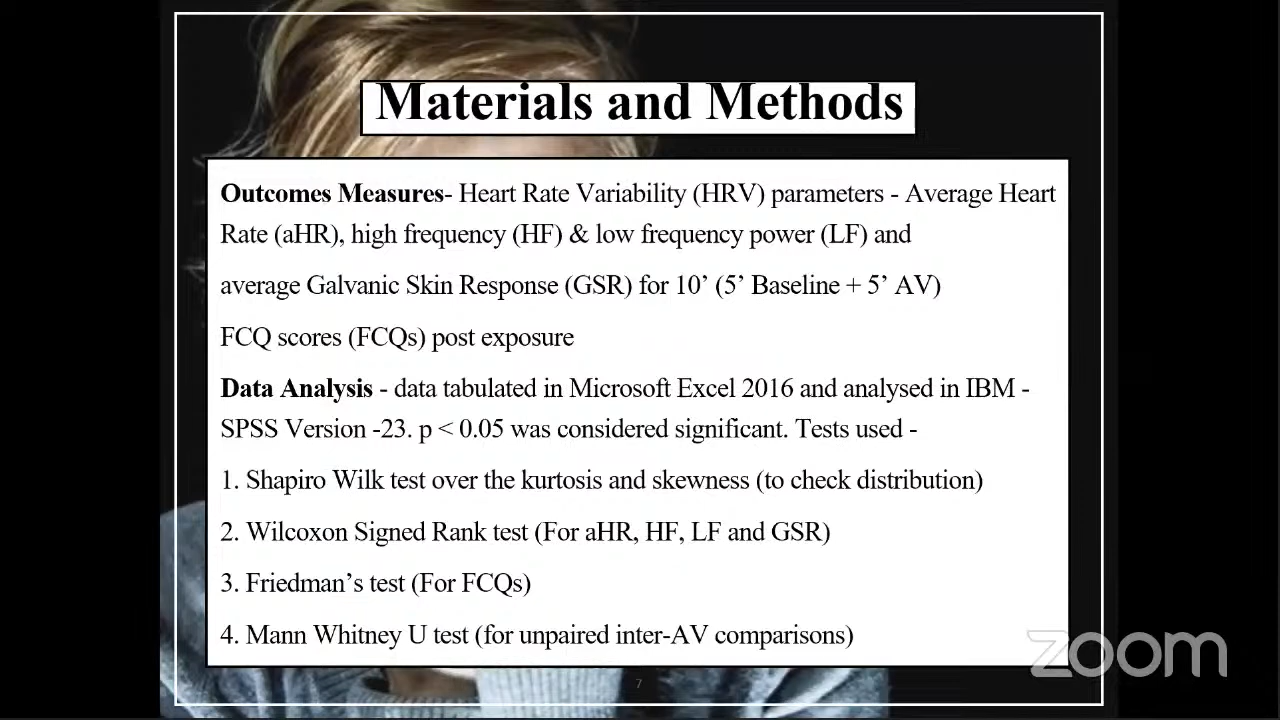 Materials and Methods
Outcomes Measures- Heart Rate Variability (HRV) parameters - Average Heart
Rate (aHR), high frequency (HF) & low frequency power (LF) and
average Galvanic Skin Response (GSR) for 10’ (5’ Baseline + 5’ AV)
FCQ scores (FCQs) post exposure
Data Analysis - data tabulated in Microsoft Excel 2016 and analysed in IBM -
SPSS Version -23. p < 0.05 was considered significant. Tests used -
1. Shapiro Wilk test over the kurtosis and skewness (to check distribution)
2. Wilcoxon Signed Rank test (For aHR, HF, LF and GSR)
3. Friedman’s test (For FCQs)
4. Mann Whitney U test (for unpaired inter-AV comparisons)
zoom
7